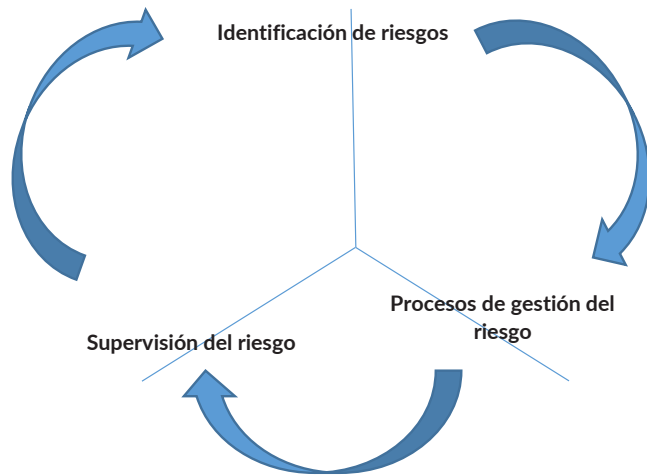 Identificación de riesgos
Procesos de gestión del
riesgo
Supervisión del riesgo